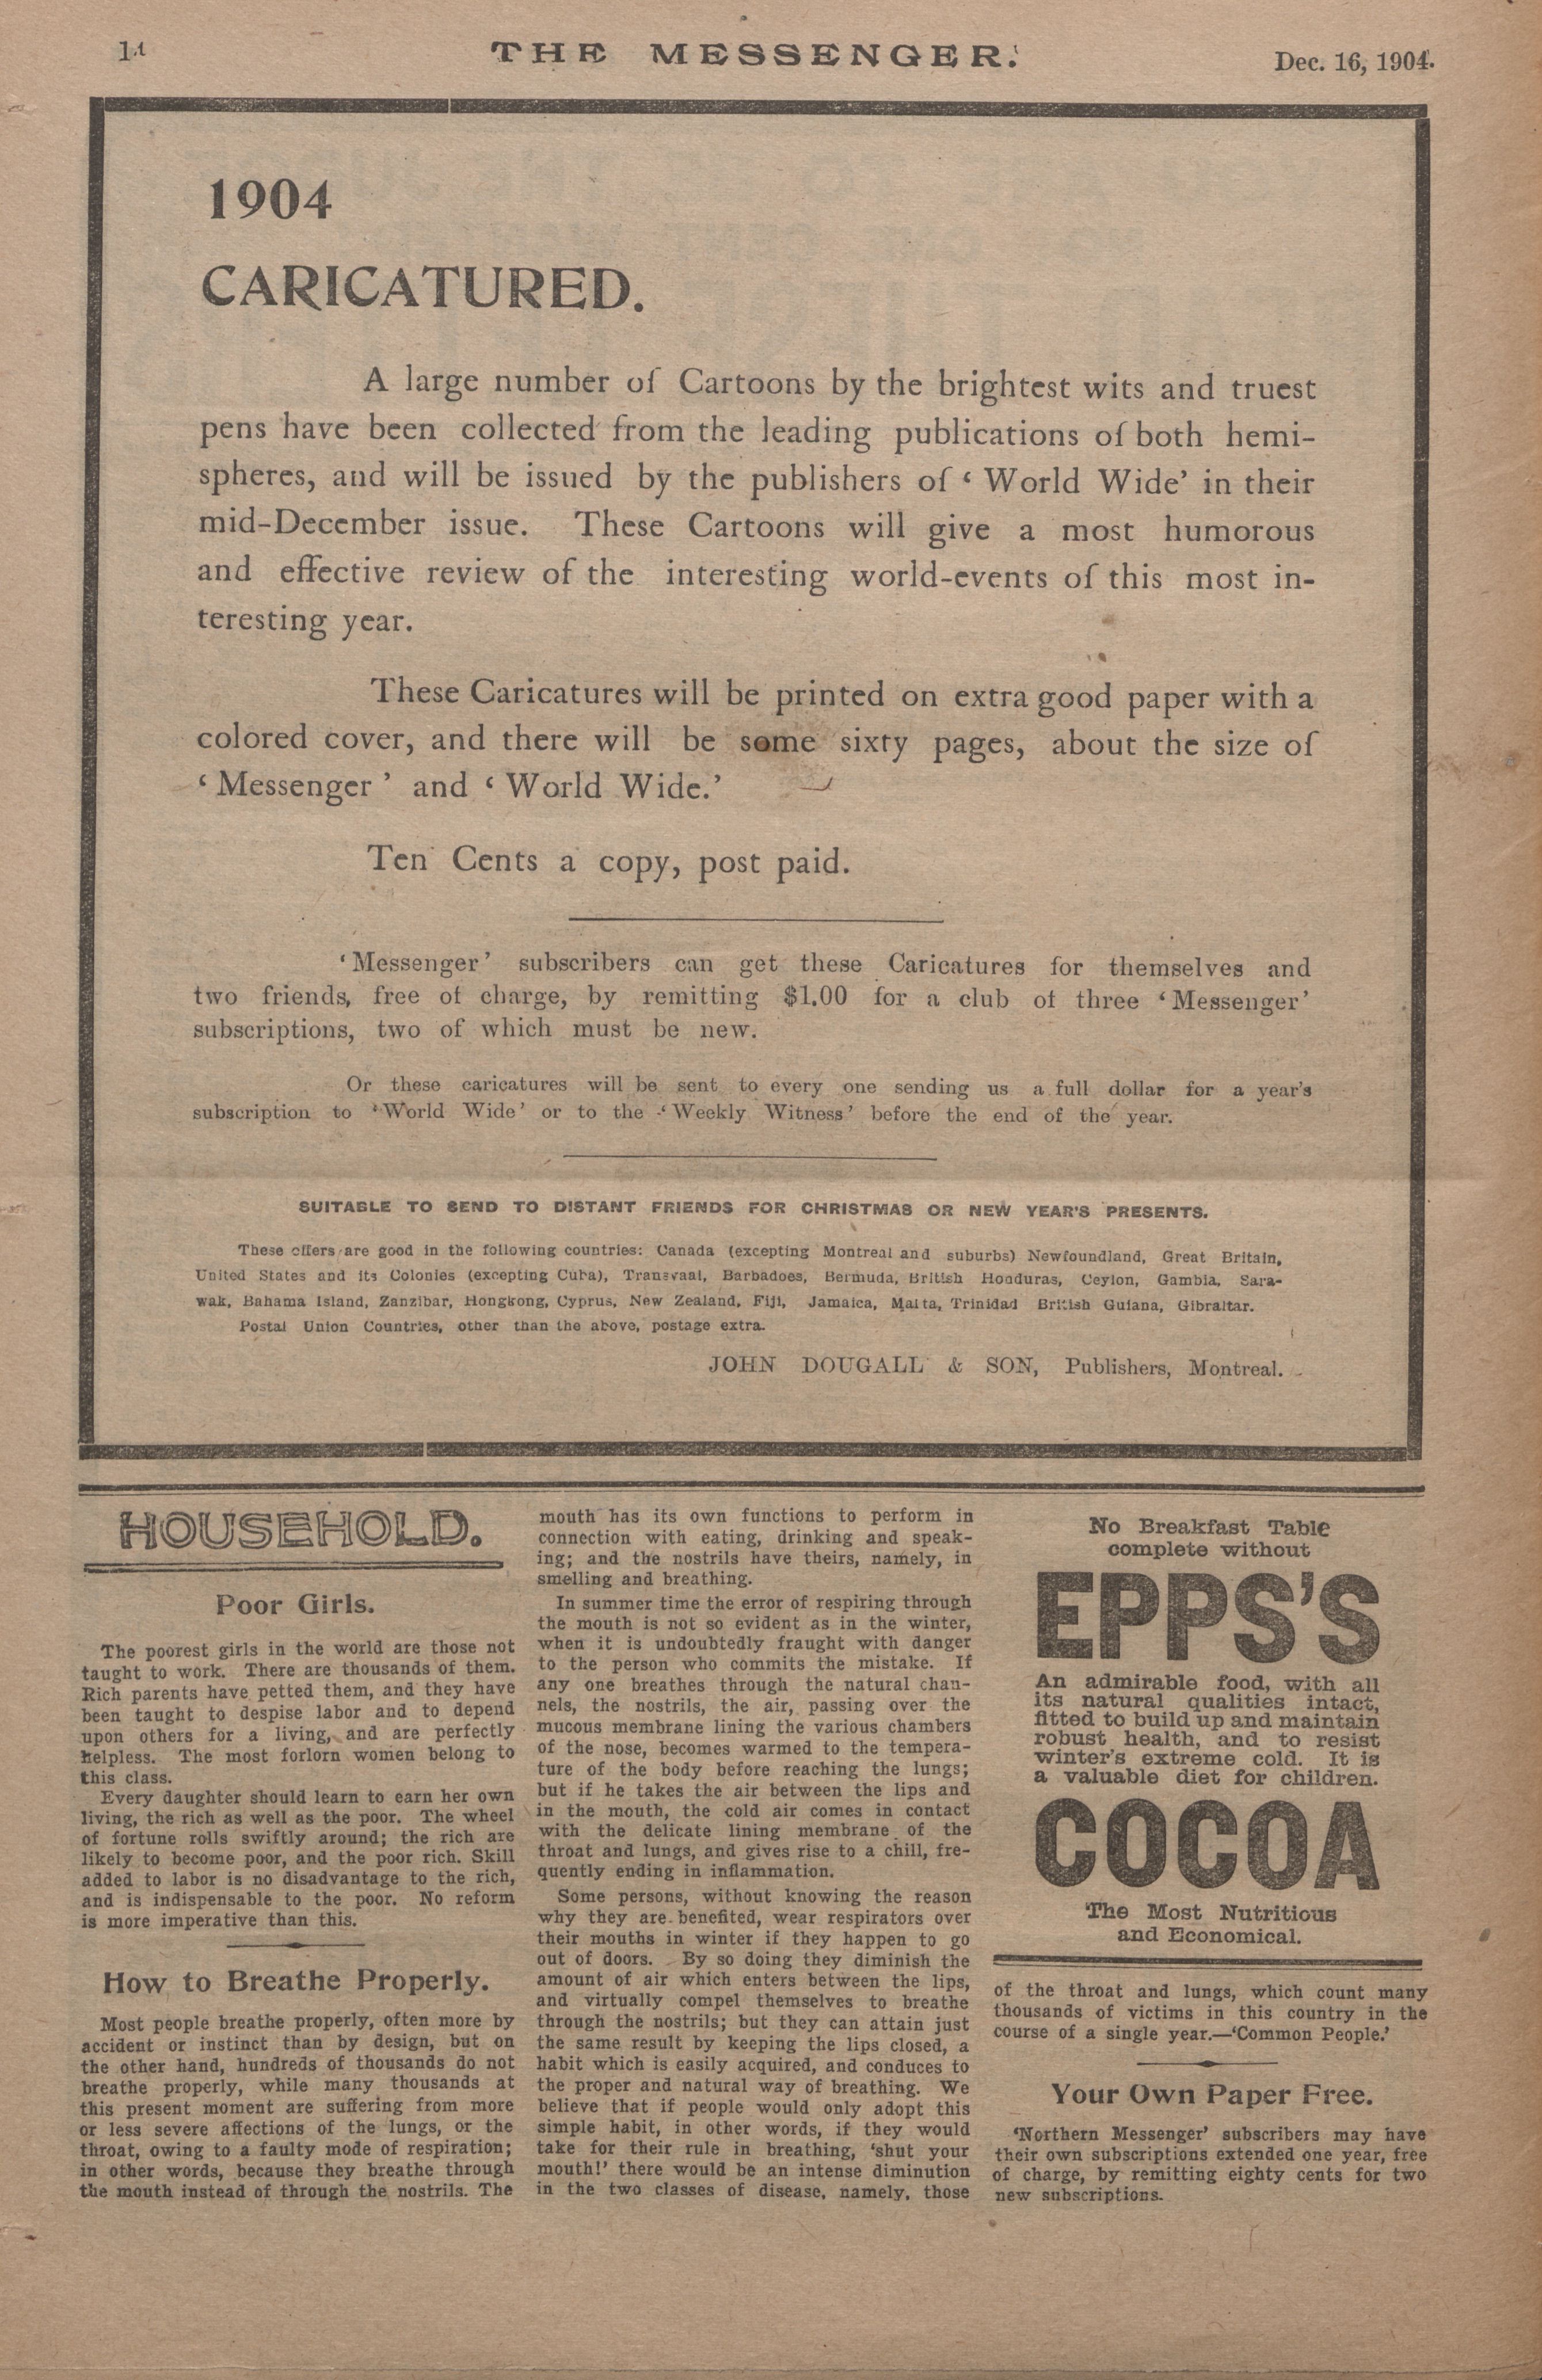 14
THE MESSENGER.
Dec. 16, 1904.
1904
CARICATURED.
A large number of Cartoons by the brightest wits and truest
pens have been collected from the leading publications of both hemi-
spheres, and will be issued by the publishers of ‘ World Wide’ in their
mid-December issue. These Cartoons will give a most humorous
and effective review of the interesting world-events of this most in-
teresting year.
These Caricatures will be printed on extra good paper with a
colored cover, and there will be some sixty pages, about the size of
‘ Messenger ’ and ‘ World Wide.’
Ten Cents a copy, post paid.
‘Messenger’ subscribers can get these Caricatures for themselves and
two friends, free of charge, by remitting $1.00 for a club of three ‘Messenger’
subscriptions, two of which must be new.
Or these caricatures will be sent to every one sending us a full dollar for a year's
subscription to ‘World Wide’ or to the ‘Weekly Witness’ before the end of the year.
SUITABLE TO SEND TO DISTANT FRIENDS FOR CHRISTMAS OR NEW YEAR'S PRESENTS.
These offers are good in the following countries: Canada (excepting Montreal and suburbs) Newfoundland, Great Britain,
United States and its Colonies (excepting Cuba), Transvaal, Barbadoes, Bermuda, British Honduras, Ceylon, Gambia, Sara-
wak, Bahama Island, Zanzibar, Hongkong, Cyprus, New Zealand, Fiji, Jamaica, Malta, Trinidad British Guiana, Gibraltar.
Postal Union Countries, other than the above, postage extra.
JOHN DOUGALL & SON, Publishers, Montreal.
HOUSEHOLD.
Poor Girls.
The poorest girls in the world are those not
taught to work. There are thousands of them.
Rich parents have petted them, and they have
been taught to despise labor and to depend
upon others for a living, and are perfectly
helpless. The most forlorn women belong to
this class.
Every daughter should learn to earn her own
living, the rich as well as the poor. The wheel
of fortune rolls swiftly around; the rich are
likely to become poor, and the poor rich. Skill
added to labor is no disadvantage to the rich,
and is indispensable to the poor. No reform
is more imperative than this.
How to Breathe Properly.
Most people breathe properly, often more by
accident or instinct than by design, but on
the other hand, hundreds of thousands do not
breathe properly, while many thousands at
this present moment are suffering from more
or less severe affections of the lungs, or the
throat, owing to a faulty mode of respiration;
in other words, because they breathe through
the mouth instead of through the nostrils. The
mouth has its own functions to perform in
connection with eating, drinking and speak-
ing; and the nostrils have theirs, namely, in
smelling and breathing.
In summer time the error of respiring through
the mouth is not so evident as in the winter,
when it is undoubtedly fraught with danger
to the person who commits the mistake. If
any one breathes through the natural chan-
nels, the nostrils, the air, passing over the
mucous membrane lining the various chambers
of the nose, becomes warmed to the tempera-
ture of the body before reaching the lungs;
but if he takes the air between the lips and
in the mouth, the cold air comes in contact
with the delicate lining membrane of the
throat and lungs, and gives rise to a chill, fre-
quently ending in inflammation.
Some persons, without knowing the reason
why they are benefited, wear respirators over
their mouths in winter if they happen to go
out of doors. By so doing they diminish the
amount of air which enters between the lips,
and virtually compel themselves to breathe
through the nostrils; but they can attain just
the same result by keeping the lips closed, a
habit which is easily acquired, and conduces to
the proper and natural way of breathing. We
believe that if people would only adopt this
simple habit, in other words, if they would
take for their rule in breathing, ‘shut your
mouth!’ there would be an intense diminution
in the two classes of disease, namely, those
No Breakfast Table
complete without
EPPS'S
An admirable food, with all
its natural qualities intact,
fitted to build up and maintain
robust health, and to resist
winter's extreme cold. It is
a valuable diet for children.
COCOA
The Most Nutritious
and Economical.
of the throat and lungs, which count many
thousands of victims in this country in the
course of a single year.—‘Common People.’
Your Own Paper Free.
‘Northern Messenger’ subscribers may have
their own subscriptions extended one year, free
of charge, by remitting eighty cents for two
new subscriptions.